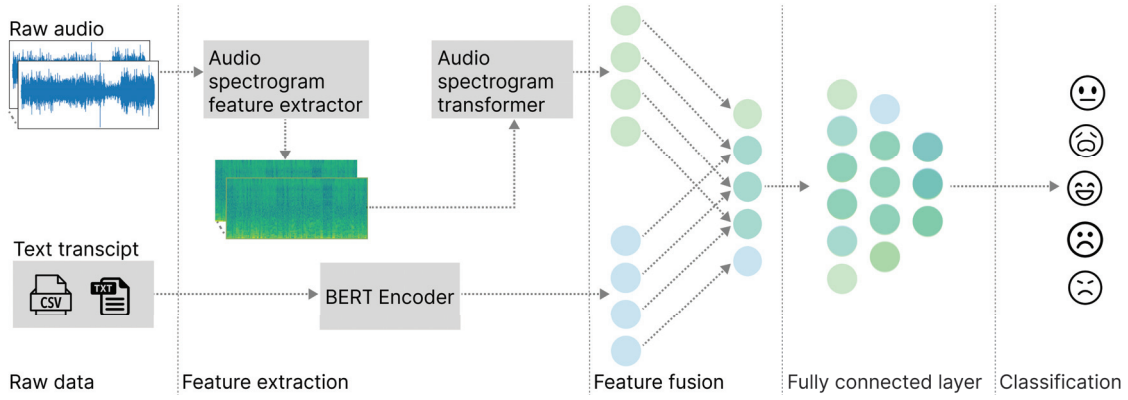 Raw audio
Audio
spectrogram
feature extractor
Audio
spectrogram
transformer
Text transcipt
CSV
TXT
BERT Encoder
Raw data
Feature extraction
Feature fusion
Fully connected layer
Classification